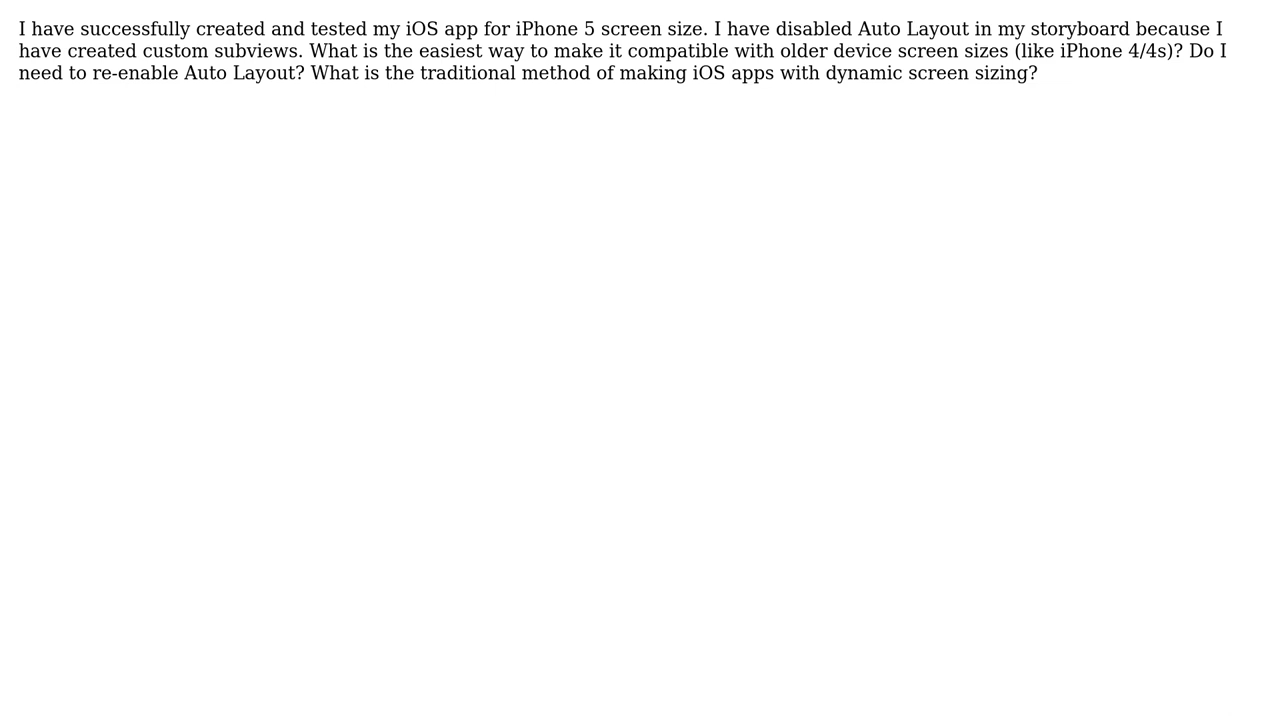 I have successfully created and tested my iOS app for iPhone 5 screen size. I have disabled Auto Layout in my storyboard because I
have created custom subviews. What is the easiest way to make it compatible with older device screen sizes (like iPhone 4/4s)? Do I
need to re-enable Auto Layout? What is the traditional method of making iOS apps with dynamic screen sizing?